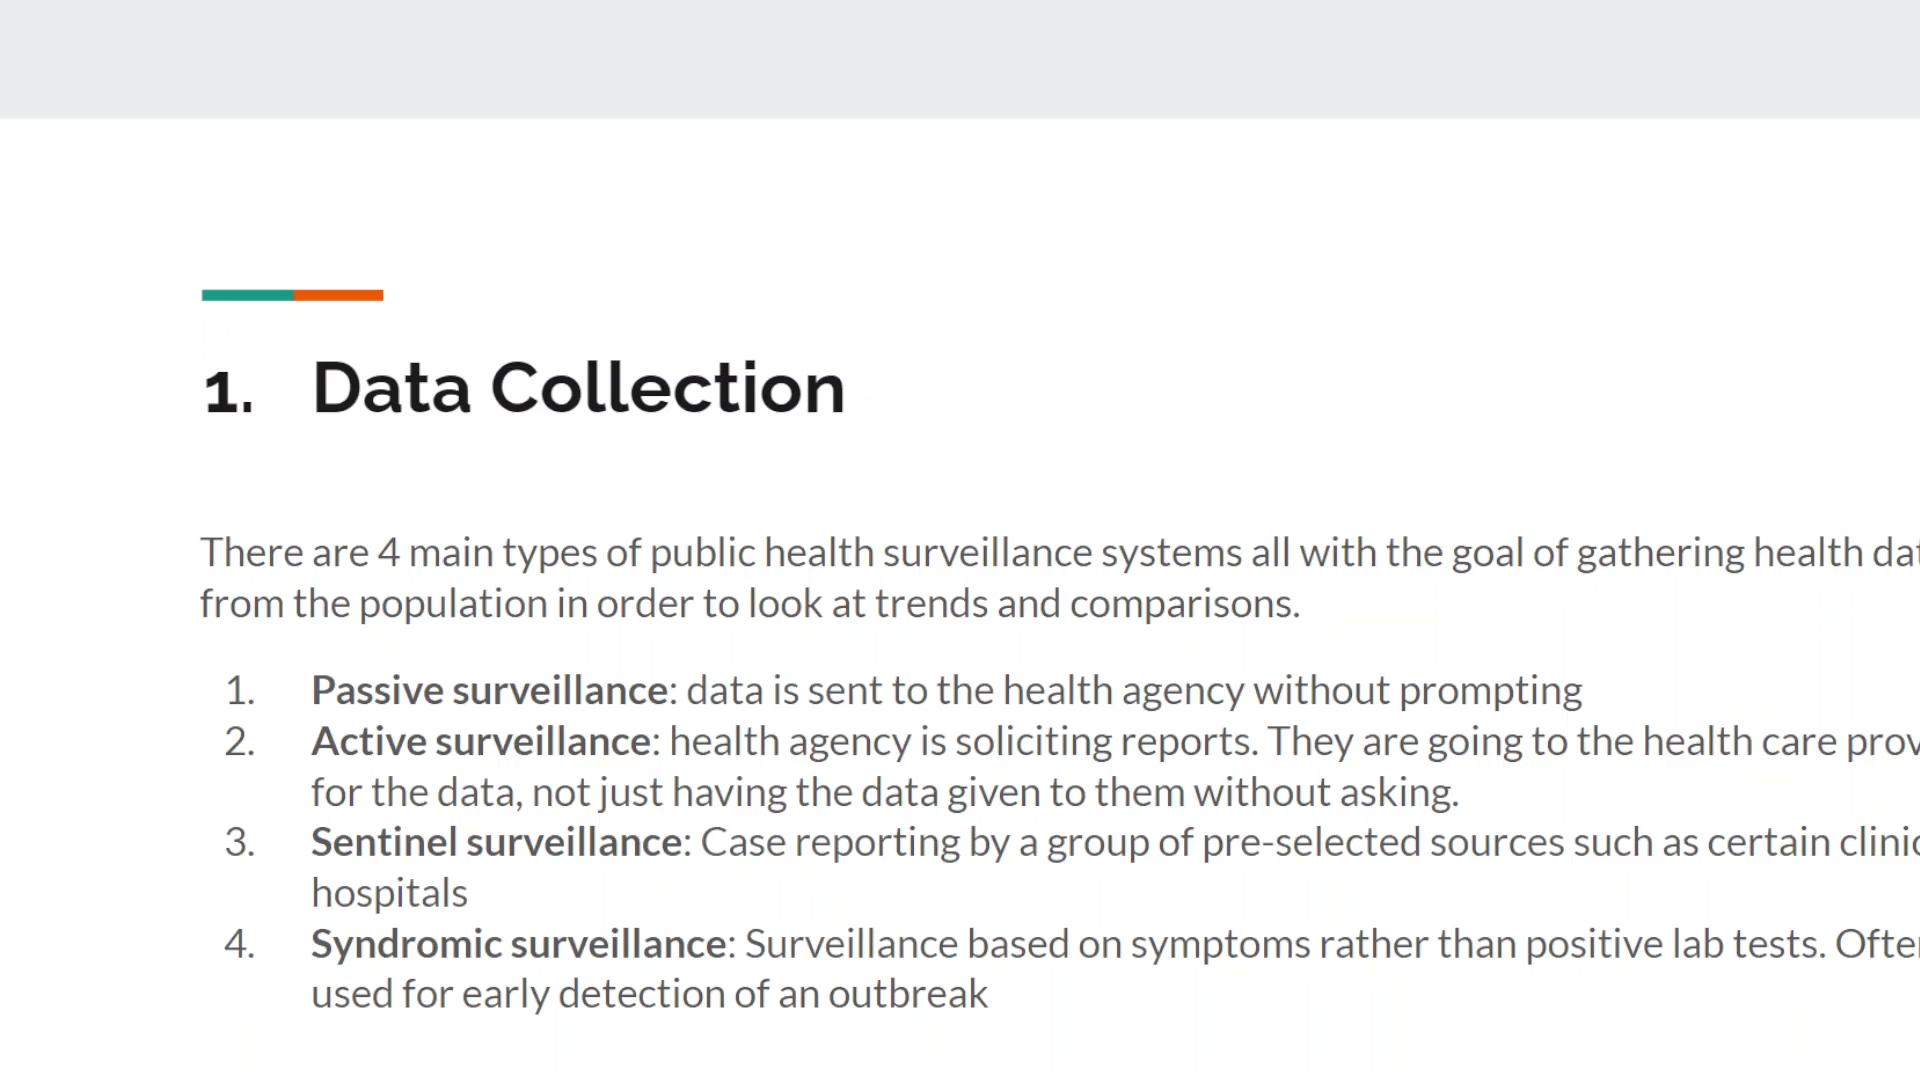 1. Data Collection
There are 4 main types of public health surveillance systems all with the goal of gathering health
from the population in order to look at trends and comparisons.
1. Passive surveillance: data is sent to the health agency without prompting
2. Active surveillance: health agency is soliciting reports. They are going to the health care
for the data, not just having the data given to them without asking.
3. Sentinel surveillance: Case reporting by a group of pre-selected sources such as certain
hospitals
4. Syndromic surveillance: Surveillance based on symptoms rather than positive lab tests.
used for early detection of an outbreak